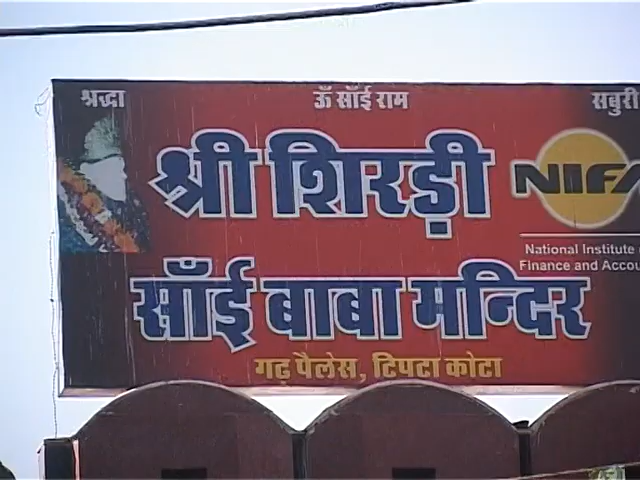 श्रद्धा ऊँ साँई राम सबुरी
श्री शिरड़ी
साँई बाबा मन्दिर
गढ़ पैलेस, टिपटा कोटा
NIFA
National Institute
Finance and Accou